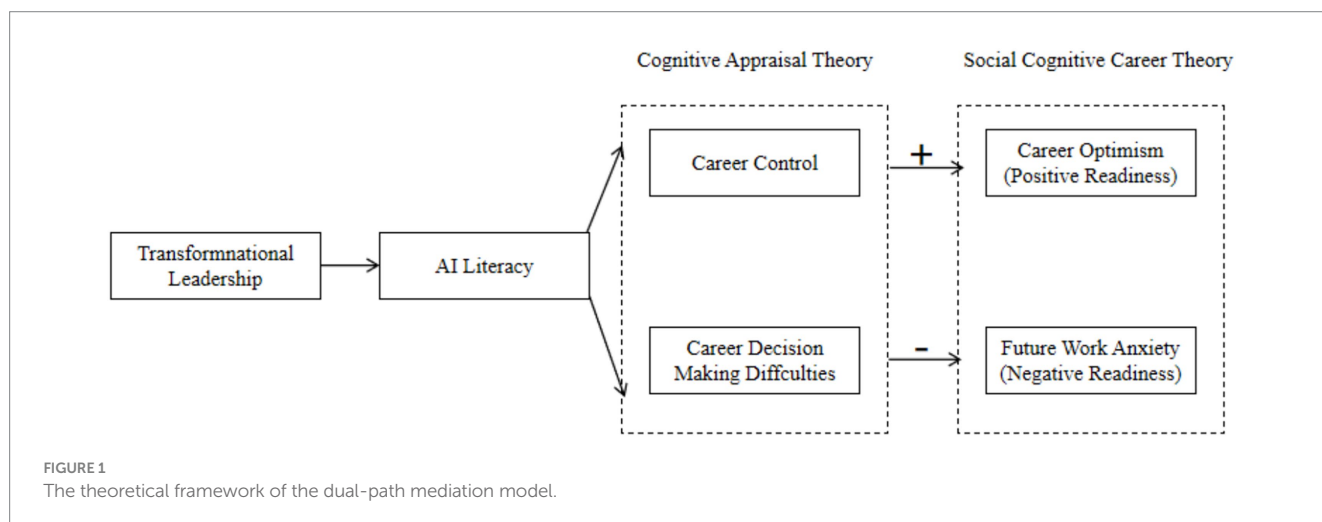 Cognitive Appraisal Theory
Social Cognitive Career Theory
Career Control
+
Career Optimism
(Positive Readiness)
Transformnational
Leadership
AI Literacy
Career Decision
Making Diffculties
-
Future Work Anxiety
(Negative Readiness)
FIGURE 1
The theoretical framework of the dual-path mediation model.